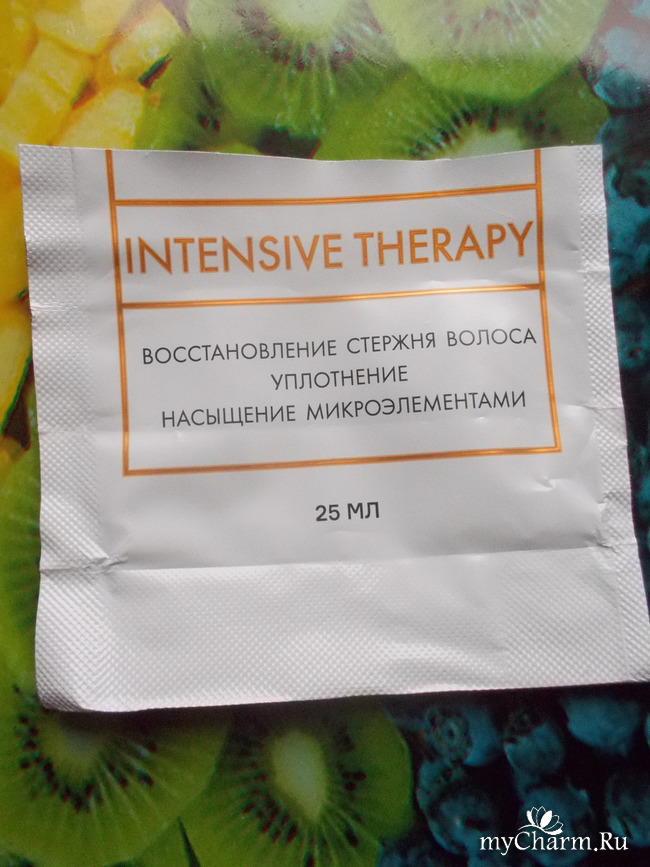 INTENSIVE THERAPY
ВОССТАНОВЛЕНИЕ СТЕРЖНЯ ВОЛОСА
УПЛОТНЕНИЕ
НАСЫЩЕНИЕ МИКРОЭЛЕМЕНТАМИ
25 МЛ
myCharm.Ru